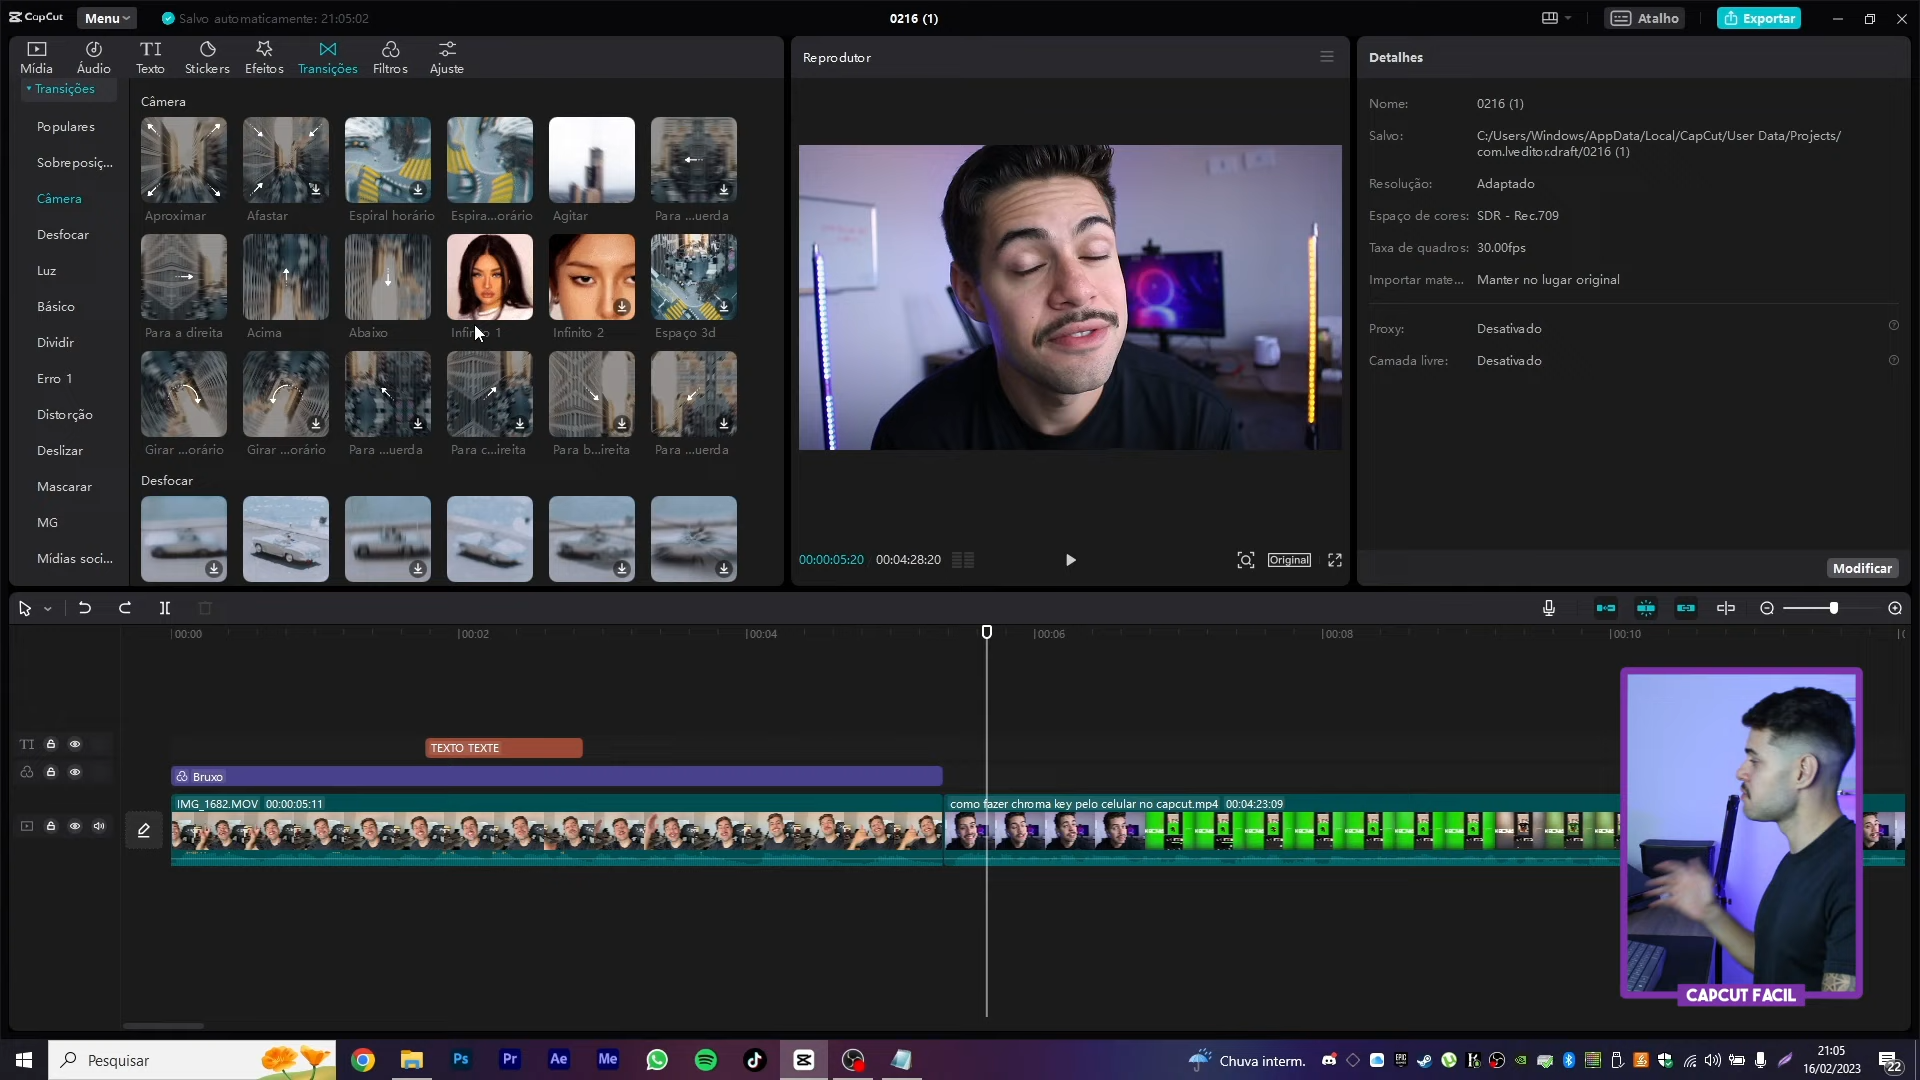 CapCut
Menu
Salvo automaticamente: 21:05:02
0216 (1)
Atalho
Exportar
Mídia
Áudio
Texto
Stickers
Efeitos
Transições
Filtros
Ajuste
Transições
Populares
Sobreposiç...
Câmera
Desfocar
Luz
Básico
Dividir
Erro 1
Distorção
Deslizar
Mascarar
MG
Mídias soci...
Câmera
Aproximar
Afastar
Espiral horário
Espira...orário
Agitar
Para ...uerda
Para a direita
Acima
Abaixo
Infinito 1
Infinito 2
Espaço 3d
Girar ...orário
Girar ...orário
Para ...uerda
Para c...ireita
Para b...ireita
Para ...uerda
Desfocar
Reprodutor
00:00:05:20
00:04:28:20
Original
Detalhes
Nome:
0216 (1)
Salvo:
C:/Users/Windows/AppData/Local/CapCut/User Data/Projects/
com.lveditor.draft/0216 (1)
Resolução:
Adaptado
Espaço de cores:
SDR - Rec.709
Taxa de quadros:
30.00fps
Importar mate...
Manter no lugar original
Proxy:
Desativado
Camada livre:
Desativado
Modificar
00:00
00:02
00:04
00:06
00:08
00:10
TEXTO TEXTE
Bruxo
IMG_1682.MOV 00:00:05:11
como fazer chroma key pelo celular no capcut.mp4 00:04:23:09
CAPCUT FACIL
Pesquisar
Ps
Pr
Ae
Me
Chuva interm.
21:05
16/02/2023
22